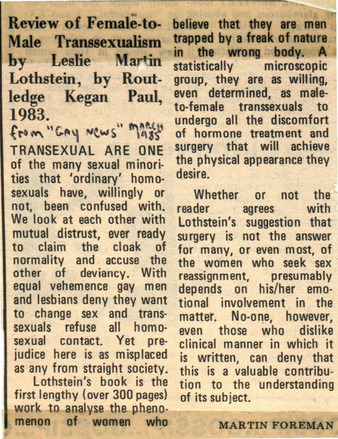 Review of Female-to-
Male Transsexualism
by Leslie Martin
Lothstein, by Rout-
ledge Kegan Paul,
1983.
from "GAY NEWS" MARCH
1985
TRANSEXUAL ARE ONE
of the many sexual minori-
ties that 'ordinary' homo-
sexuals have, willingly or
not, been confused with.
We look at each other with
mutual distrust, ever ready
to claim the cloak of
normality and accuse the
other of deviancy. With
equal vehemence gay men
and lesbians deny they want
to change sex and trans-
sexuals refuse all homo-
sexual contact. Yet pre-
judice here is as misplaced
as any from straight society.
Lothstein's book is the
first lengthy (over 300 pages)
work to analyse the pheno-
menon of women who
believe that they are men
trapped by a freak of nature
in the wrong body. A
statistically microscopic
group, they are as willing,
even determined, as male-
to-female transsexuals to
undergo all the discomfort
of hormone treatment and
surgery that will achieve
the physical appearance they
desire.
Whether or not the
reader agrees with
Lothstein's suggestion that
surgery is not the answer
for many, or even most, of
the women who seek sex
reassignment, presumably
depends on his/her emo-
tional involvement in the
matter. No-one, however,
even those who dislike
clinical manner in which it
is written, can deny that
this is a valuable contribu-
tion to the understanding
of its subject.
MARTIN FOREMAN